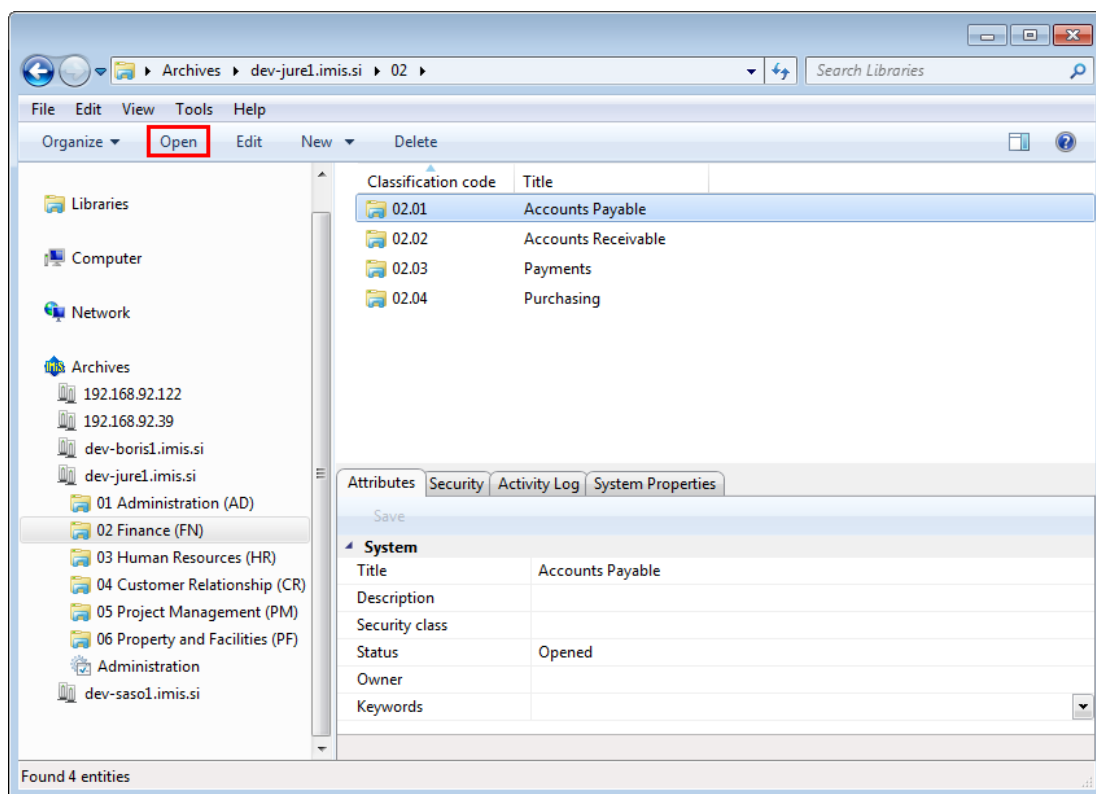 Archives dev-jure1.imis.si 02
Search Libraries
File Edit View Tools Help
Organize Open Edit New Delete
Libraries
Computer
Network
Archives
192.168.92.122
192.168.92.39
dev-boris1.imis.si
dev-jure1.imis.si
01 Administration (AD)
02 Finance (FN)
03 Human Resources (HR)
04 Customer Relationship (CR)
05 Project Management (PM)
06 Property and Facilities (PF)
Administration
dev-saso1.imis.si
Classification code Title
02.01 Accounts Payable
02.02 Accounts Receivable
02.03 Payments
02.04 Purchasing
Attributes Security Activity Log System Properties
Save
System
Title Accounts Payable
Description
Security class
Status Opened
Owner
Keywords
Found 4 entities